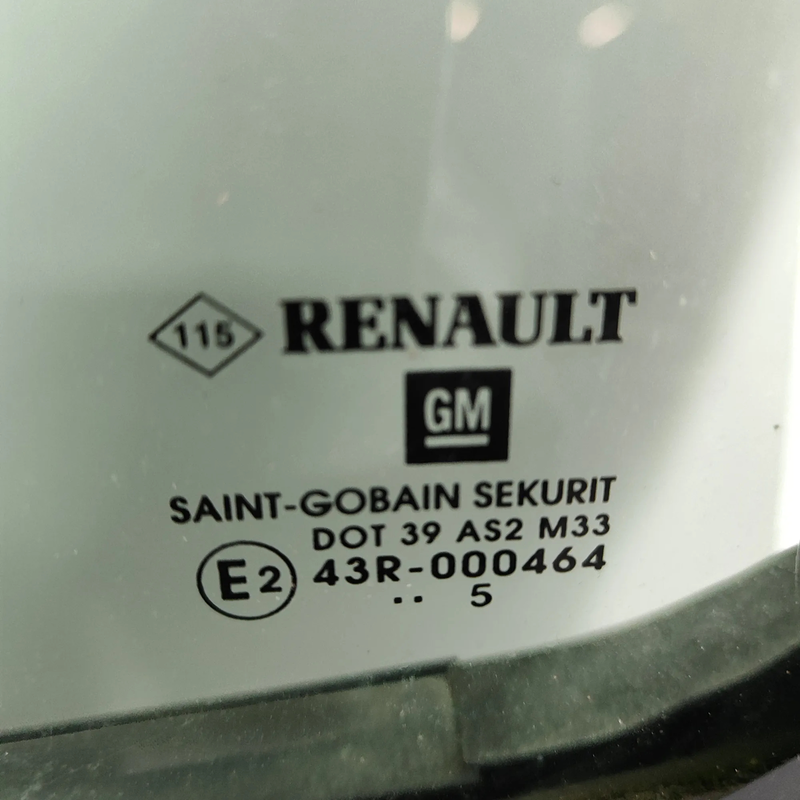 115 RENAULT
GM
SAINT-GOBAIN SEKURIT
DOT 39 AS2 M33
E2 43R-000464
.. 5